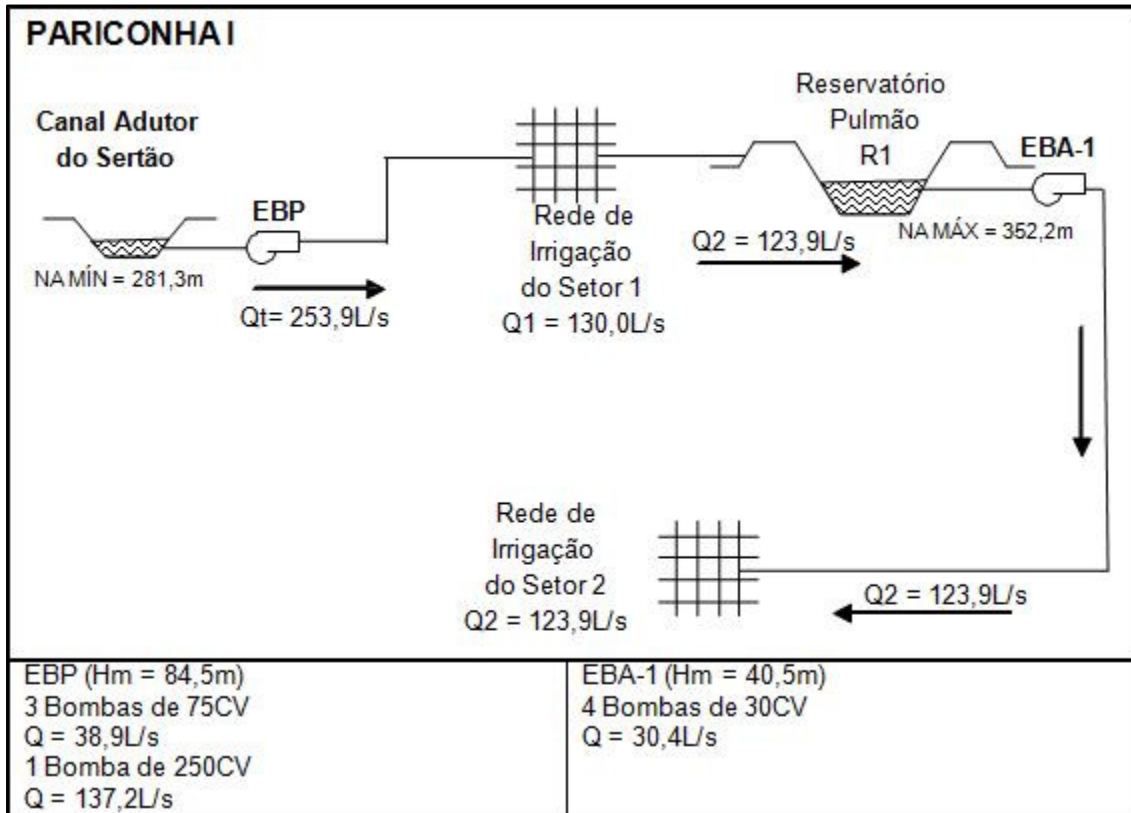 PARICONHA I
Canal Adutor
do Sertão
NA MÍN = 281,3m
EBP
Qt= 253,9L/s
Rede de
Irrigação
do Setor 1
Q1 = 130,0L/s
Q2 = 123,9L/s
Reservatório
Pulmão
R1
NA MÁX = 352,2m
EBA-1
Rede de
Irrigação
do Setor 2
Q2 = 123,9L/s
Q2 = 123,9L/s
EBP (Hm = 84,5m)
3 Bombas de 75CV
Q = 38,9L/s
1 Bomba de 250CV
Q = 137,2L/s
EBA-1 (Hm = 40,5m)
4 Bombas de 30CV
Q = 30,4L/s